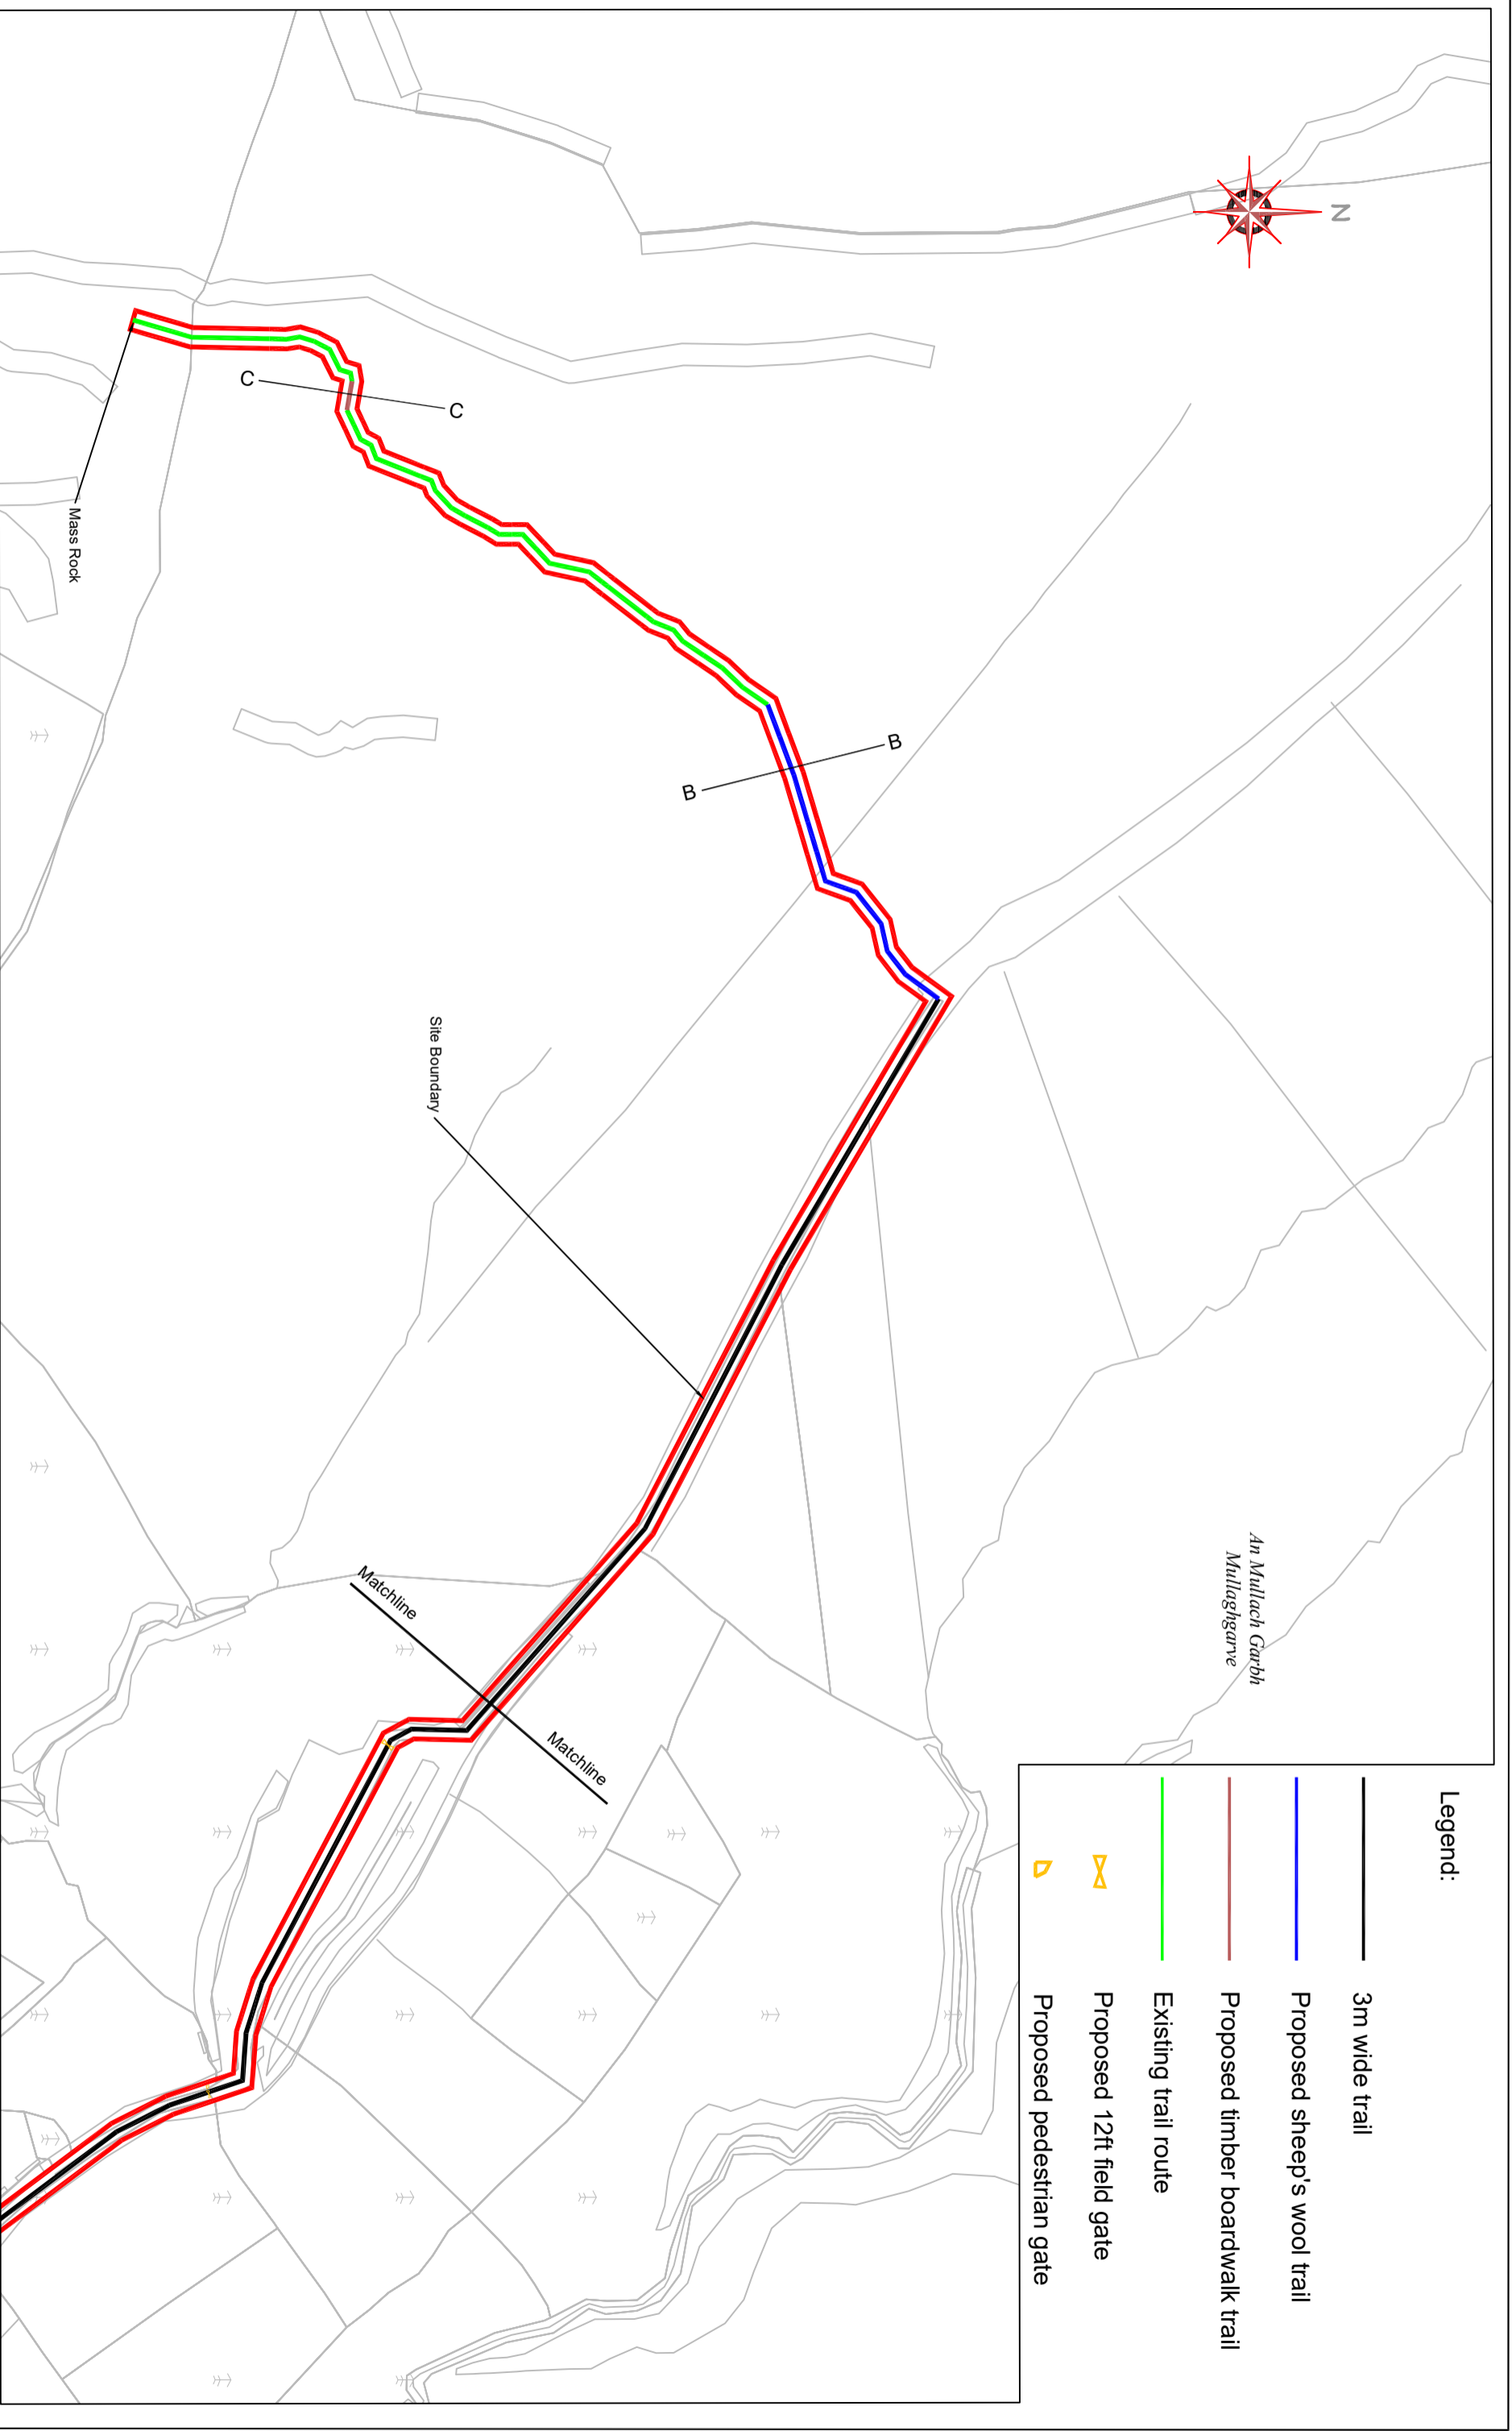 N
C
C
Mass Rock
B
B
Site Boundary
An Mullach Garbh
Mullaghgarve
Matchline
Matchline
Legend:
3m wide trail
Proposed sheep's wool trail
Proposed timber boardwalk trail
Existing trail route
Proposed 12ft field gate
Proposed pedestrian gate